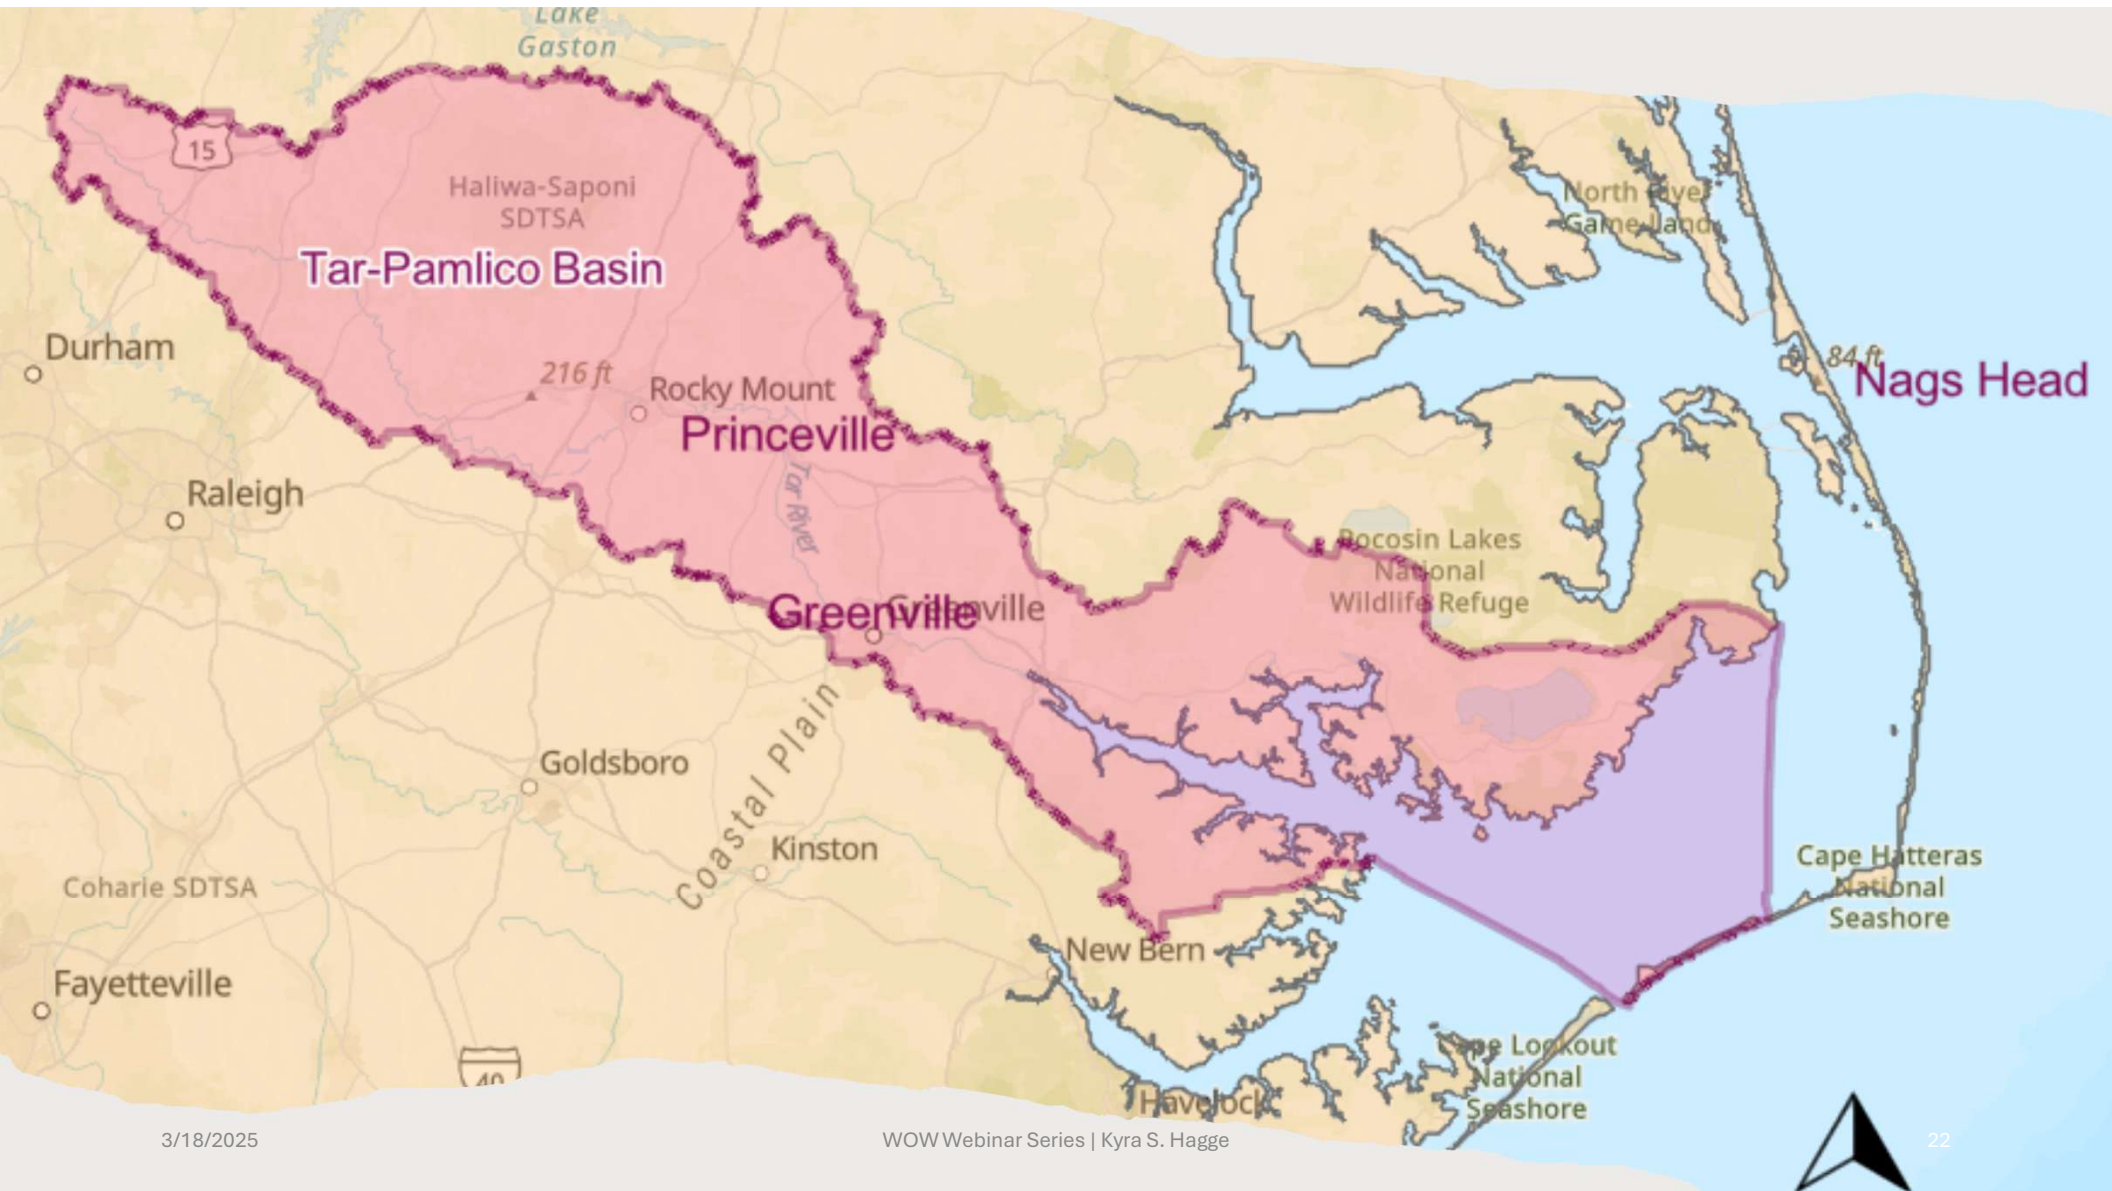 Lake
Gaston
15
Haliwa-Saponi
SDTSA
North River
Game Land
Tar-Pamlico Basin
Durham
84 ft
Nags Head
216 ft
Rocky Mount
Princeville
Raleigh
Tar River
Pocosin Lakes
National
Wildlife Refuge
Greenville
Greenville
Coastal Plain
Goldsboro
Kinston
Cape Hatteras
National
Seashore
Coharie SDTSA
New Bern
Fayetteville
Cape Lookout
National
Seashore
40
Havelock
3/18/2025
WOW Webinar Series | Kyra S. Hagge
22